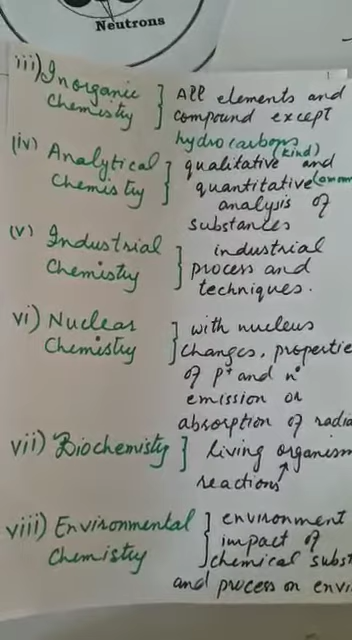 Neutrons
iii) Inorganic Chemistry } All elements and
compound except
hydrocarbons
(iv) Analytical Chemistry } qualitative (kind) and
quantitative
analysis of
substances
(v) Industrial Chemistry } industrial
process and
techniques.
vi) Nuclear Chemistry } with nucleus
changes, propertie
of p+ and n°
emission or
absorption of radia
vii) Biochemisty } living organism
reactions
viii) Environmental Chemistry } environment
impact of
chemical subst
and process on envi